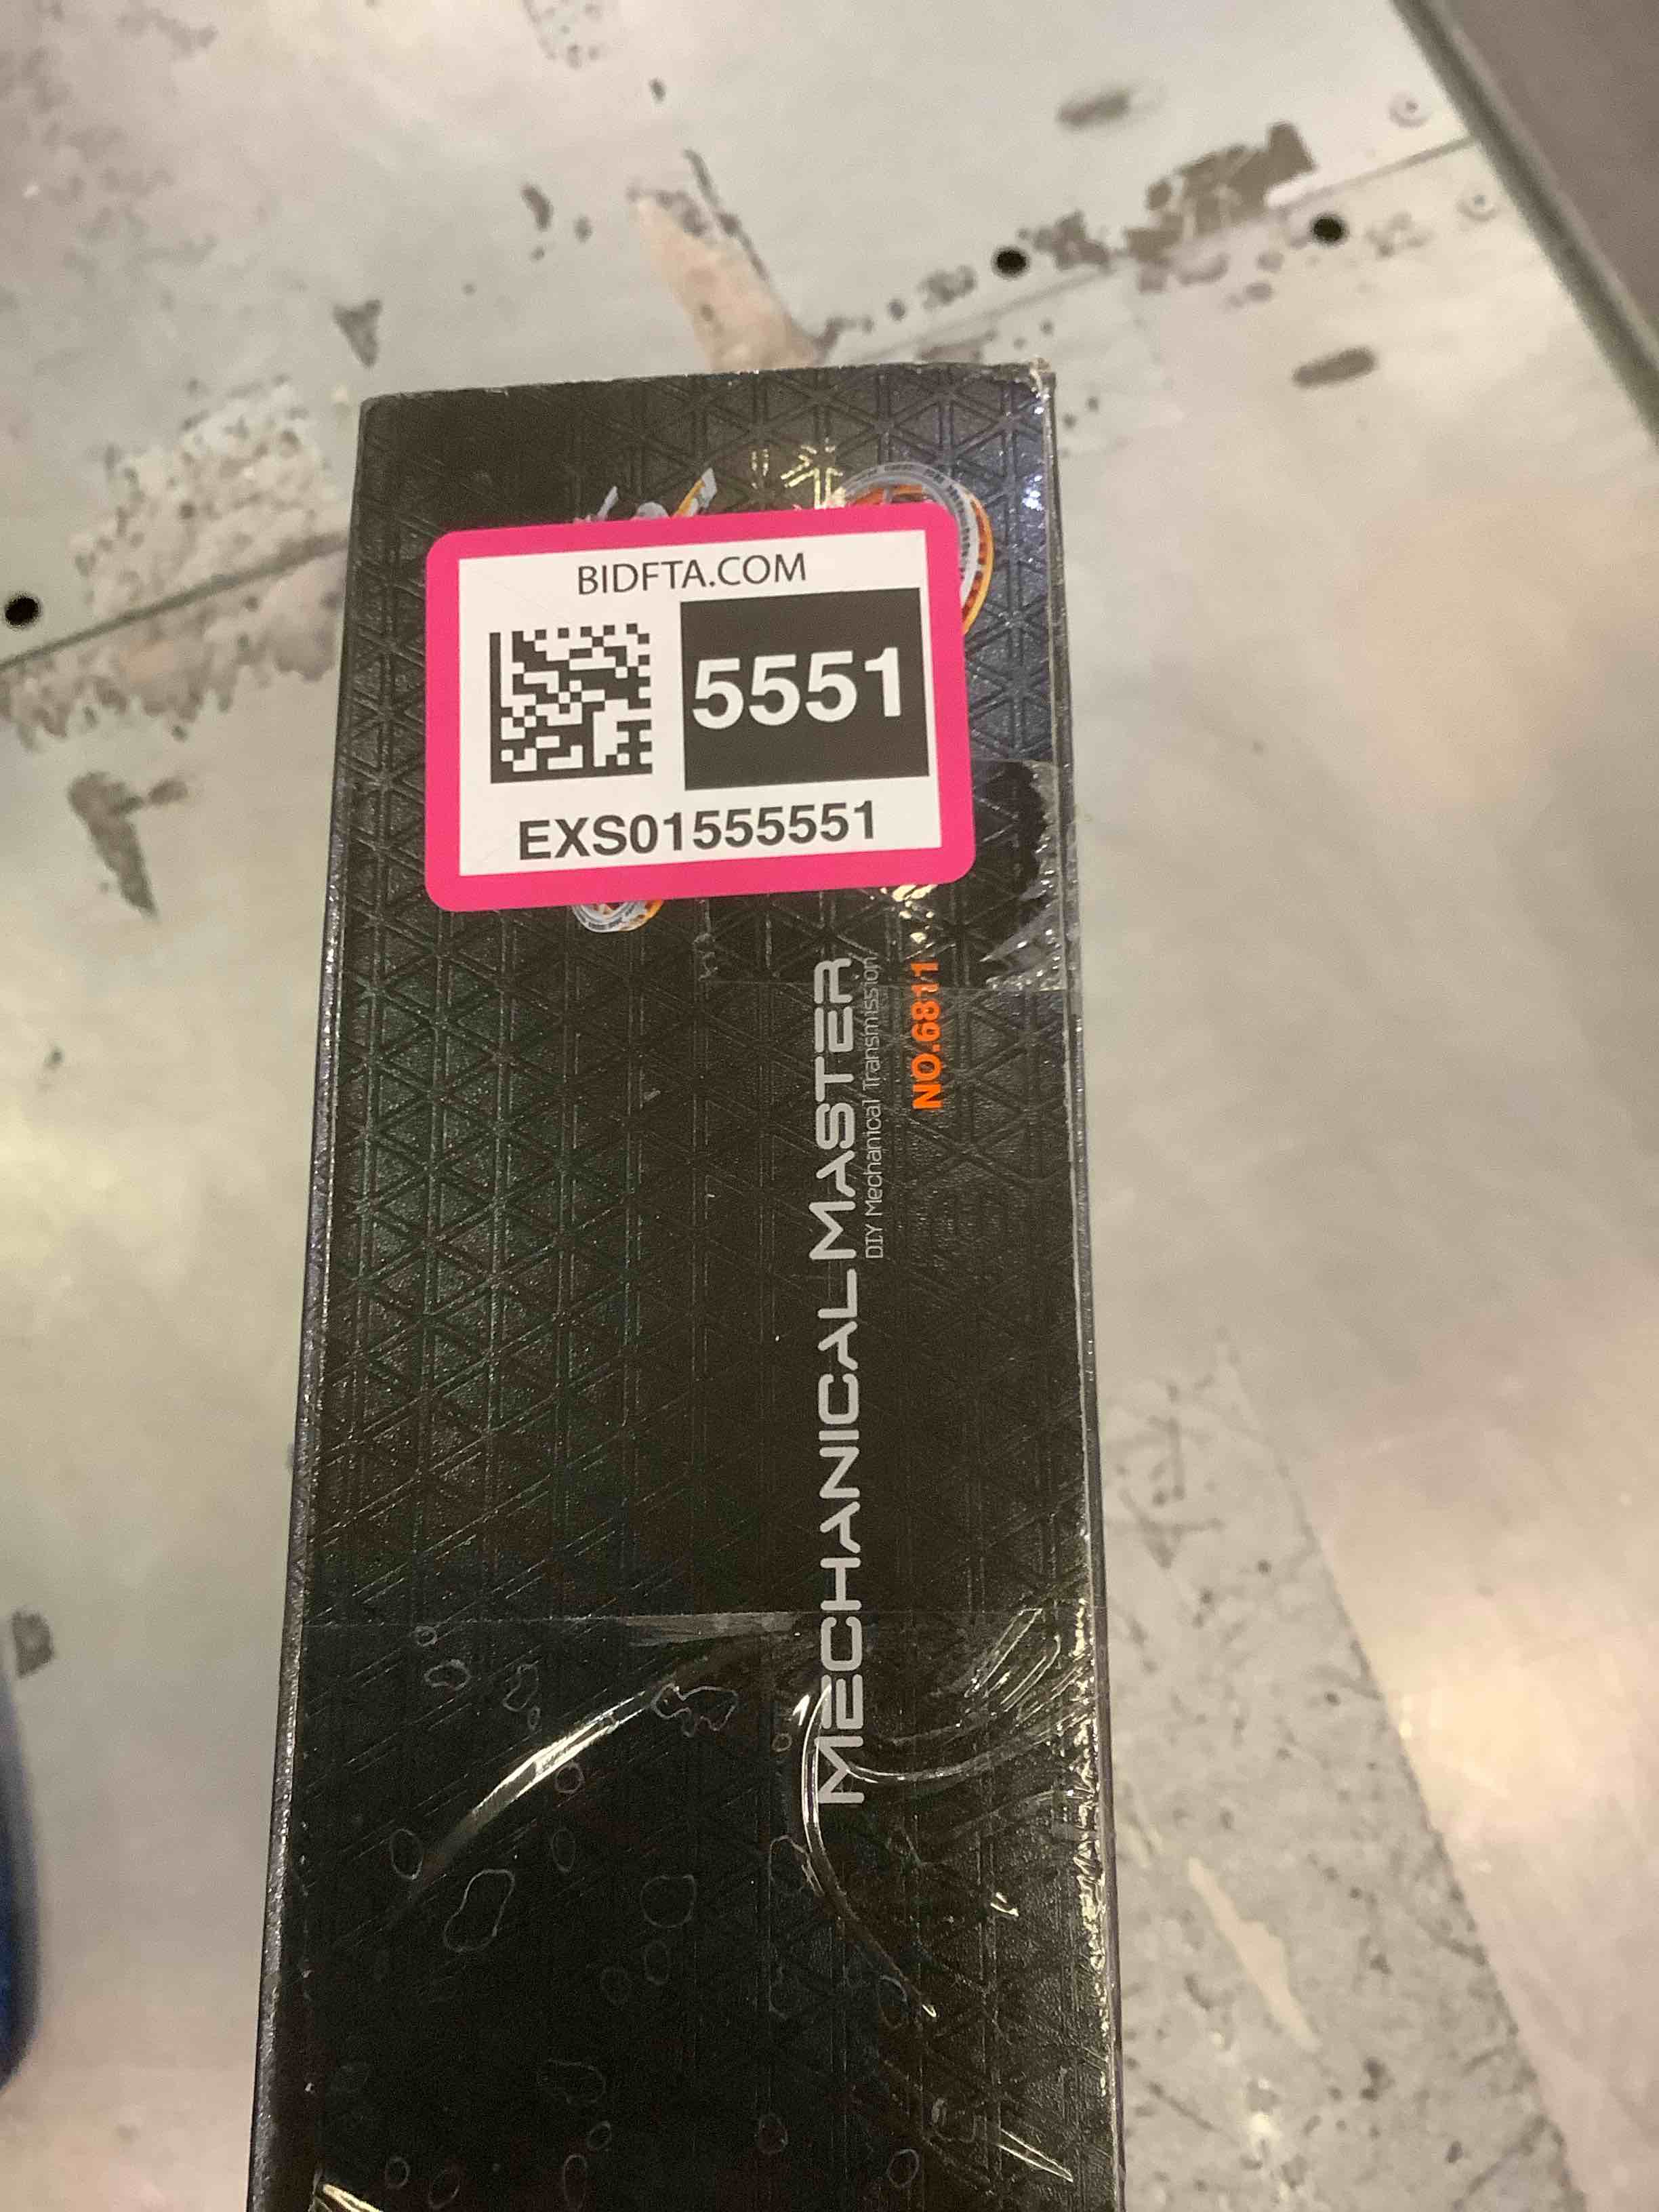 BIDFTA.COM
5551
EXS01555551
MECHANICAL MASTER
DIY Mechanical Transmission
NO.6811